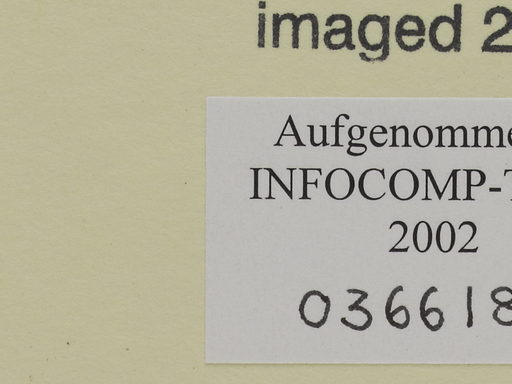 imaged 2
Aufgenomme
INFOCOMP-T
2002
036618